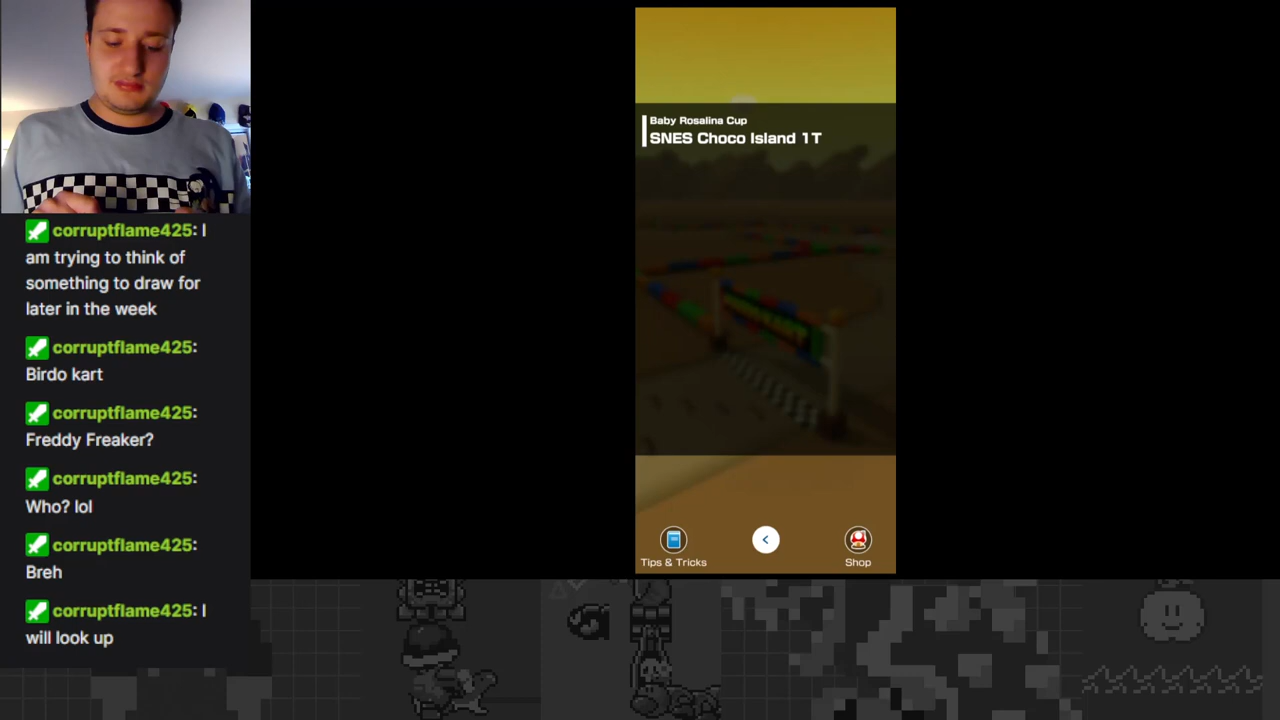 corruptflame425: I
am trying to think of
something to draw for
later in the week
corruptflame425:
Birdo kart
corruptflame425:
Freddy Freaker?
corruptflame425:
Who? lol
corruptflame425:
Breh
corruptflame425: I
will look up
Baby Rosalina Cup
SNES Choco Island 1T
Tips & Tricks
Shop